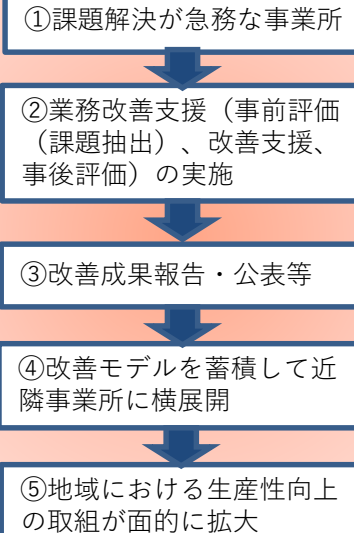 ①課題解決が急務な事業所
②業務改善支援（事前評価
（課題抽出）、改善支援、
事後評価）の実施
③改善成果報告・公表等
④改善モデルを蓄積して近
隣事業所に横展開
⑤地域における生産性向上
の取組が面的に拡大